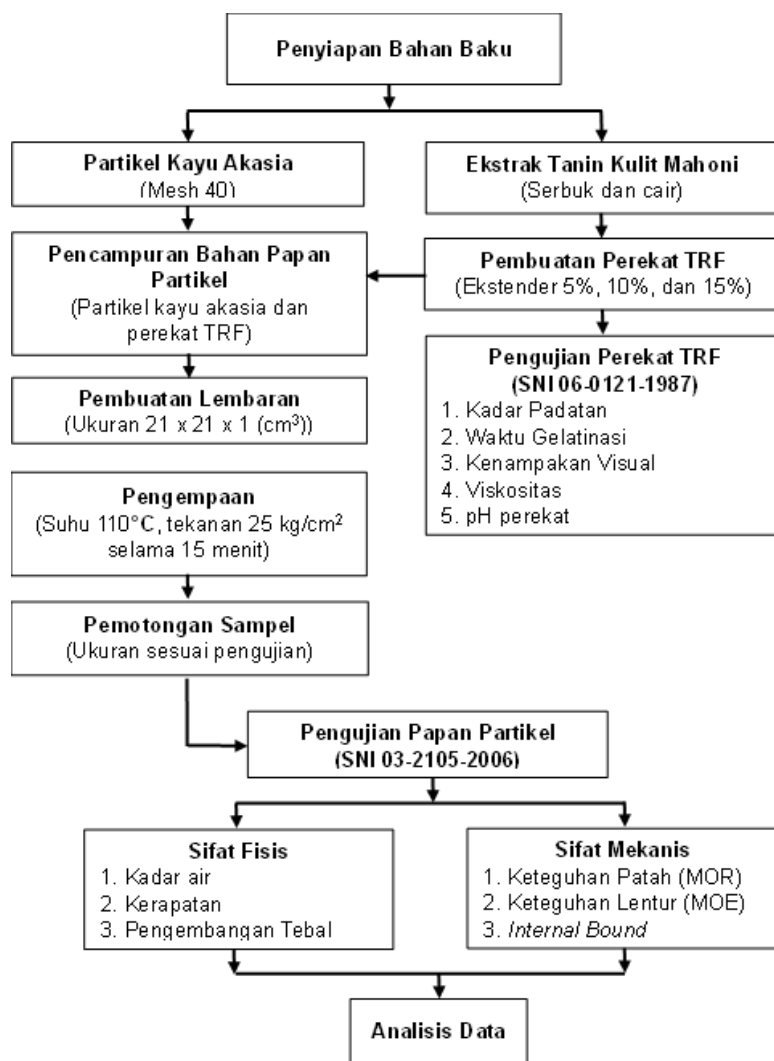 Penyiapan Bahan Baku
Partikel Kayu Akasia
(Mesh 40)
Ekstrak Tanin Kulit Mahoni
(Serbuk dan cair)
Pencampuran Bahan Papan
Partikel
(Partikel kayu akasia dan
perekat TRF)
Pembuatan Perekat TRF
(Ekstender 5%, 10%, dan 15%)
Pengujian Perekat TRF
(SNI 06-0121-1987)
1. Kadar Padatan
2. Waktu Gelatinasi
3. Kenampakan Visual
4. Viskositas
5. pH perekat
Pembuatan Lembaran
(Ukuran 21 x 21 x 1 (cm³))
Pengempaan
(Suhu 110°C, tekanan 25 kg/cm²
selama 15 menit)
Pemotongan Sampel
(Ukuran sesuai pengujian)
Pengujian Papan Partikel
(SNI 03-2105-2006)
Sifat Fisis
1. Kadar air
2. Kerapatan
3. Pengembangan Tebal
Sifat Mekanis
1. Keteguhan Patah (MOR)
2. Keteguhan Lentur (MOE)
3. Internal Bound
Analisis Data